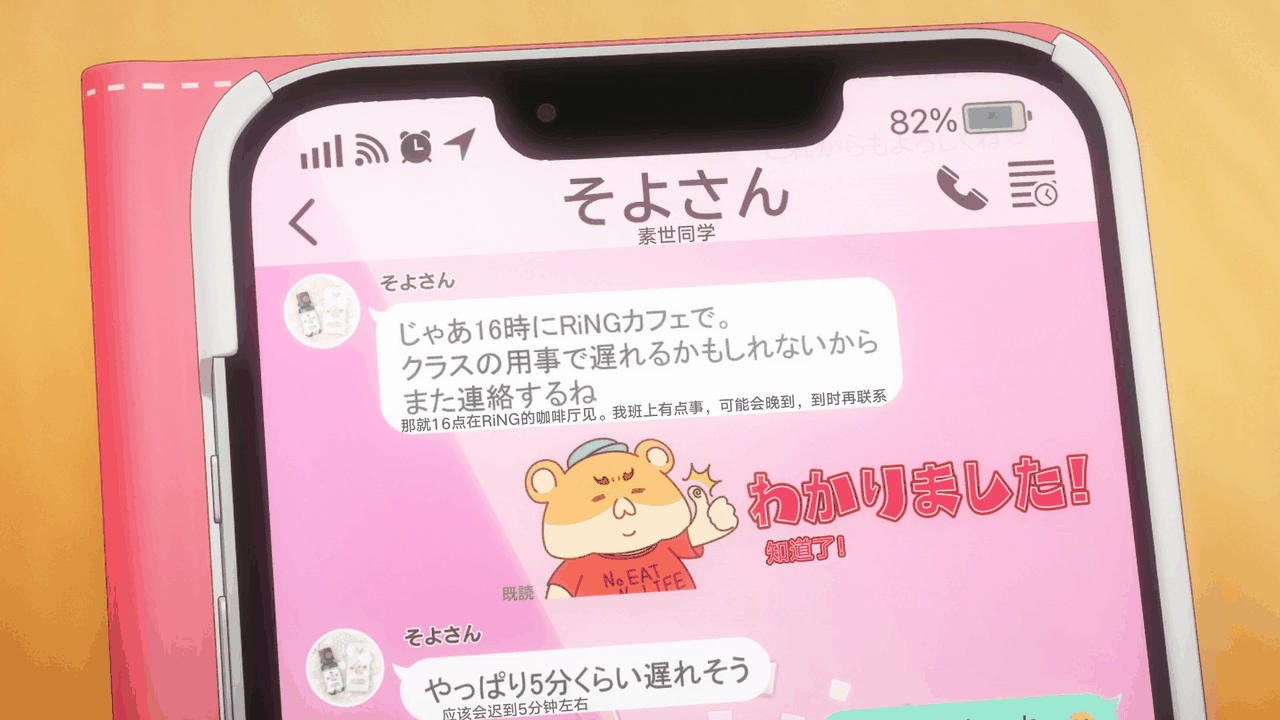 82%
そよさん
素世同学
そよさん
じゃあ16時にRiNGカフェで。
クラスの用事で遅れるかもしれないから
また連絡するね
那就16点在RiNG的咖啡厅见。我班上有点事，可能会晚到，到时再联系
わかりました！
知道了！
No EAT
No LIFE
既読
そよさん
やっぱり5分くらい遅れそう
应该会迟到5分钟左右